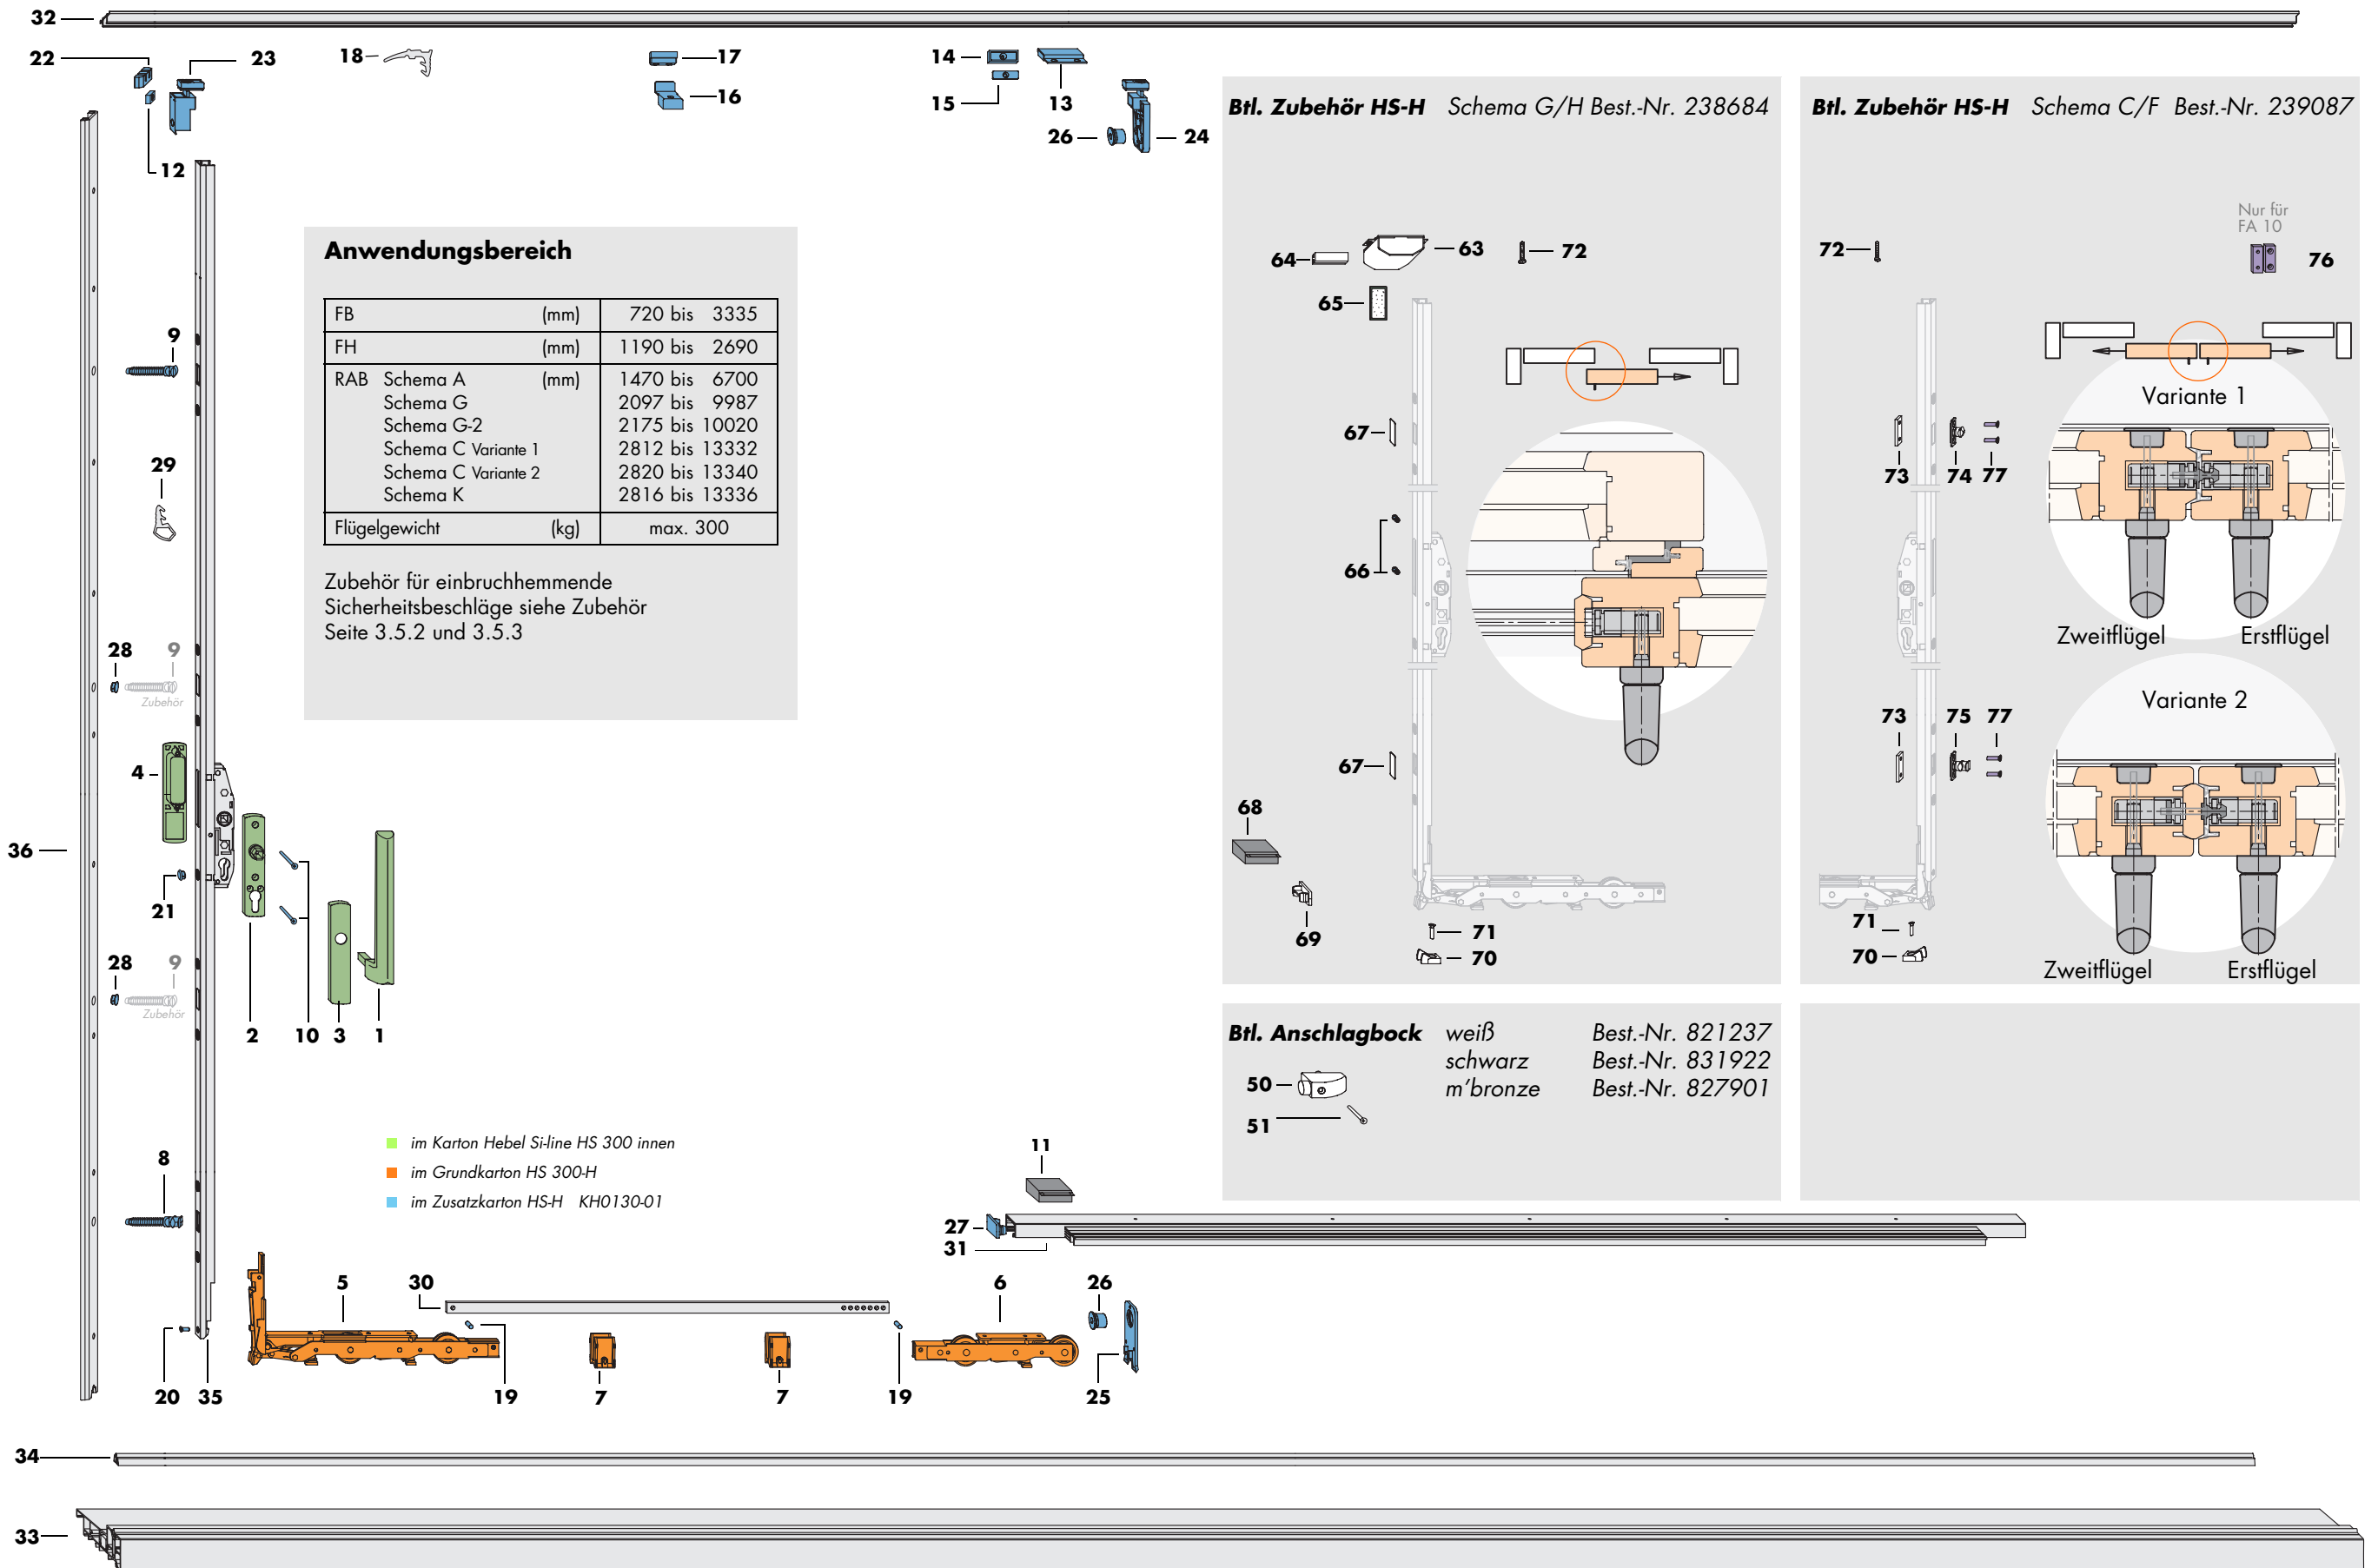 32
22
23
18
17
16
14
15
13
26
24
12
Anwendungsbereich
FB (mm) 720 bis 3335
FH (mm) 1190 bis 2690
RAB Schema A (mm) 1470 bis 6700
Schema G 2097 bis 9987
Schema G-2 2175 bis 10020
Schema C Variante 1 2812 bis 13332
Schema C Variante 2 2820 bis 13340
Schema K 2816 bis 13336
Flügelgewicht (kg) max. 300
Zubehör für einbruchhemmende
Sicherheitsbeschläge siehe Zubehör
Seite 3.5.2 und 3.5.3
9
29
28 9
Zubehör
4
36
21
28 9
Zubehör
2
10
3
1
8
im Karton Hebel Si-line HS 300 innen
im Grundkarton HS 300-H
im Zusatzkarton HS-H KH0130-01
11
27
31
5
30
6
26
20
35
19
7
7
19
25
34
33
Btl. Zubehör HS-H Schema G/H Best.-Nr. 238684
64
63
72
65
67
66
67
68
69
71
70
Btl. Zubehör HS-H Schema C/F Best.-Nr. 239087
Nur für
FA 10
72
76
Variante 1
73
74
77
Zweitflügel Erstflügel
Variante 2
73
75
77
71
70
Zweitflügel Erstflügel
Btl. Anschlagbock weiß Best.-Nr. 821237
schwarz Best.-Nr. 831922
m'bronze Best.-Nr. 827901
50
51